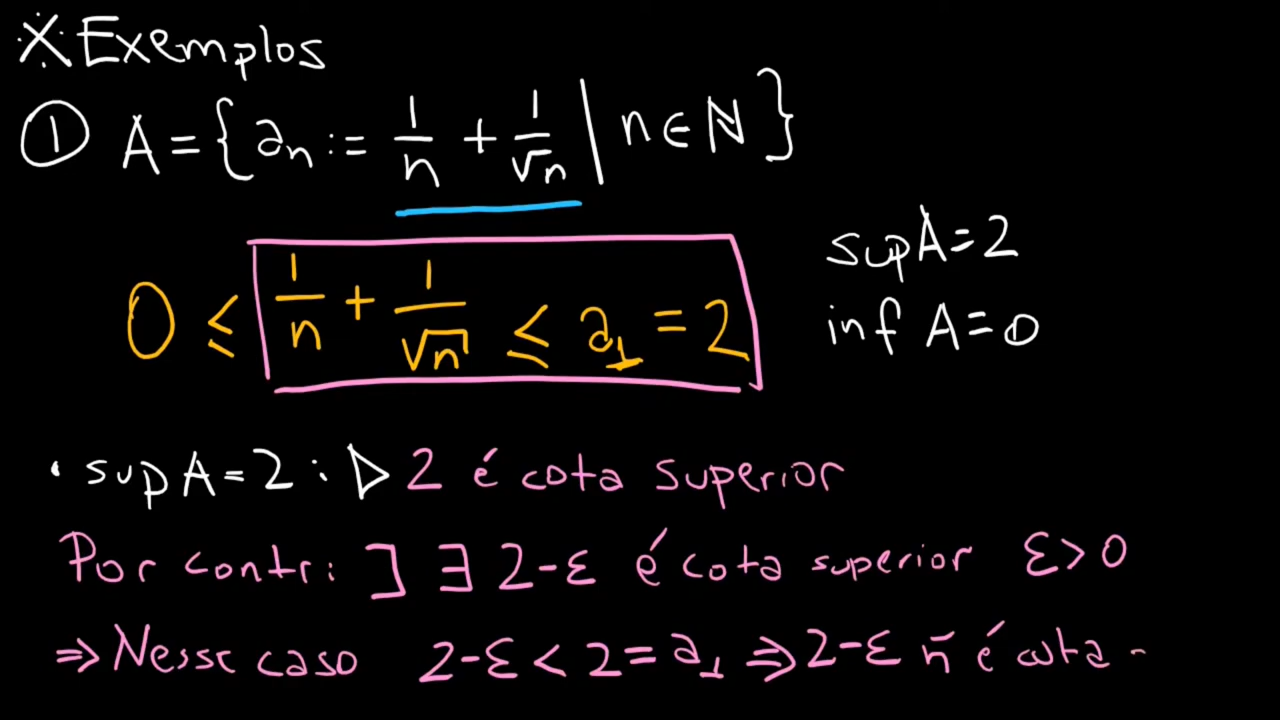 ※ Exemplos
① A = { aₙ := 1/n + 1/√n | n ∈ ℕ }
0 ≤ 1/n + 1/√n ≤ a₁ = 2
sup A = 2
inf A = 0
• sup A = 2 : ▷ 2 é cota superior
Por contr: ] ∃ 2-ε é cota superior ε > 0
⇒ Nesse caso 2-ε < 2 = a₁ ⇒ 2-ε ñ é cota -